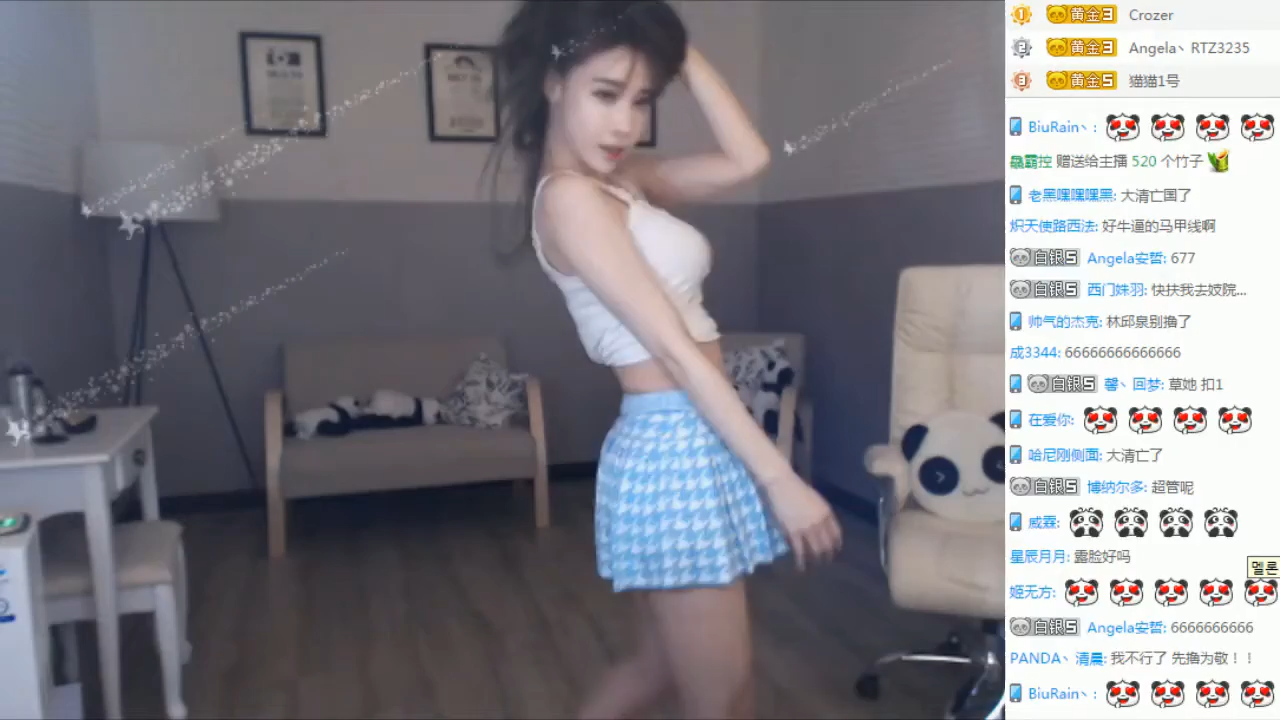 1 黄金3 Crozer
2 黄金3 Angela丶RTZ3235
3 黄金5 猫猫1号
BiuRain丶:
龜霸控 赠送给主播 520 个竹子
老黑嘿嘿嘿黑: 大清亡国了
炽天使路西法: 好牛逼的马甲线啊
白银5 Angela安晢: 677
白银5 西门妹羽: 快扶我去妓院...
帅气的杰克: 林邱泉别撸了
成3344: 66666666666666
白银5 馨丶回梦: 草她 扣1
在爱你:
哈尼刚侧面: 大清亡了
白银5 博纳尔多: 超管呢
威霖:
星辰月月: 露脸好吗
멜론
姬无方:
白银5 Angela安晢: 6666666666
PANDA丶清晨: 我不行了 先撸为敬！！
BiuRain丶: